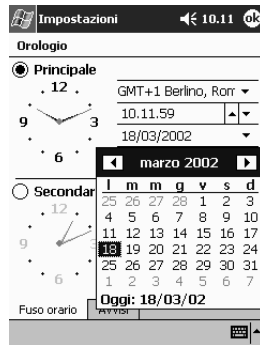 Impostazioni 10.11 ok
Orologio
Principale
12
9 3
6
GMT+1 Berlino, Rom
10.11.59
18/03/2002
marzo 2002
l m m g v s d
25 26 27 28 1 2 3
4 5 6 7 8 9 10
11 12 13 14 15 16 17
18 19 20 21 22 23 24
25 26 27 28 29 30 31
1 2 3 4 5 6 7
Oggi: 18/03/02
Secondar
12
9
6
Fuso orario Avvisi